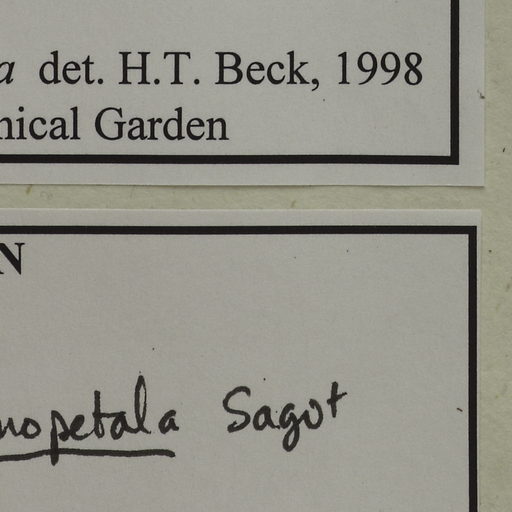 a det. H.T. Beck, 1998
nical Garden
N
nopetala Sagot